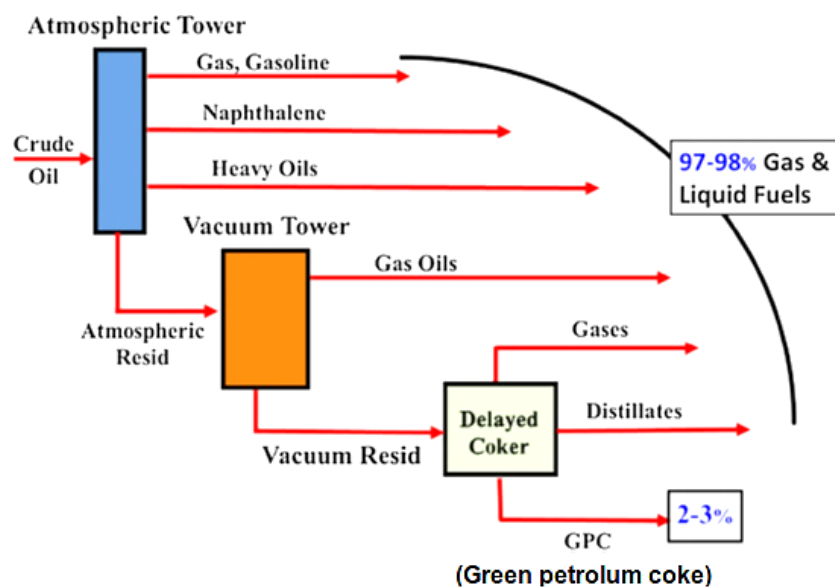 Atmospheric Tower
Gas, Gasoline
Naphthalene
Crude
Oil
Heavy Oils
97-98% Gas &
Liquid Fuels
Vacuum Tower
Gas Oils
Atmospheric
Resid
Gases
Delayed
Coker
Distillates
Vacuum Resid
2-3%
GPC
(Green petrolum coke)